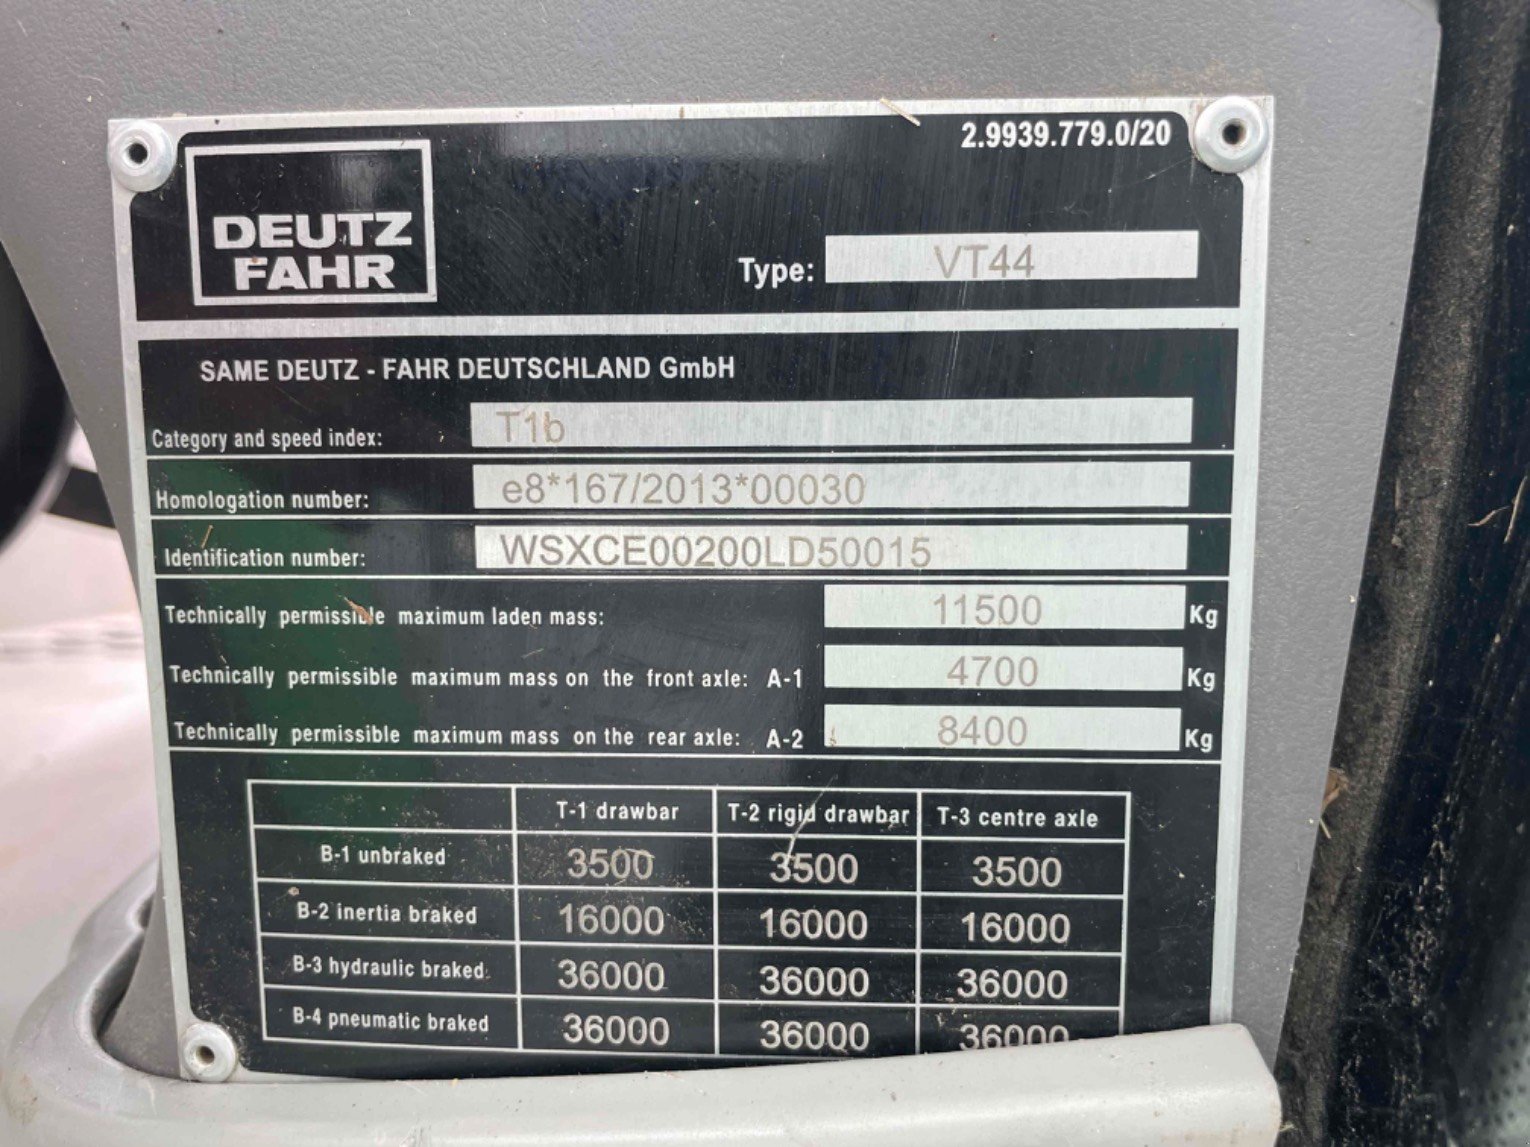 2.9939.779.0/20
DEUTZ
FAHR
Type: VT44
SAME DEUTZ - FAHR DEUTSCHLAND GmbH
Category and speed index: T1b
Homologation number: e8*167/2013*00030
Identification number: WSXCE00200LD50015
Technically permissible maximum laden mass: 11500 Kg
Technically permissible maximum mass on the front axle: A-1 4700 Kg
Technically permissible maximum mass on the rear axle: A-2 8400 Kg
T-1 drawbar T-2 rigid drawbar T-3 centre axle
B-1 unbraked 3500 3500 3500
B-2 inertia braked 16000 16000 16000
B-3 hydraulic braked 36000 36000 36000
B-4 pneumatic braked 36000 36000 36000